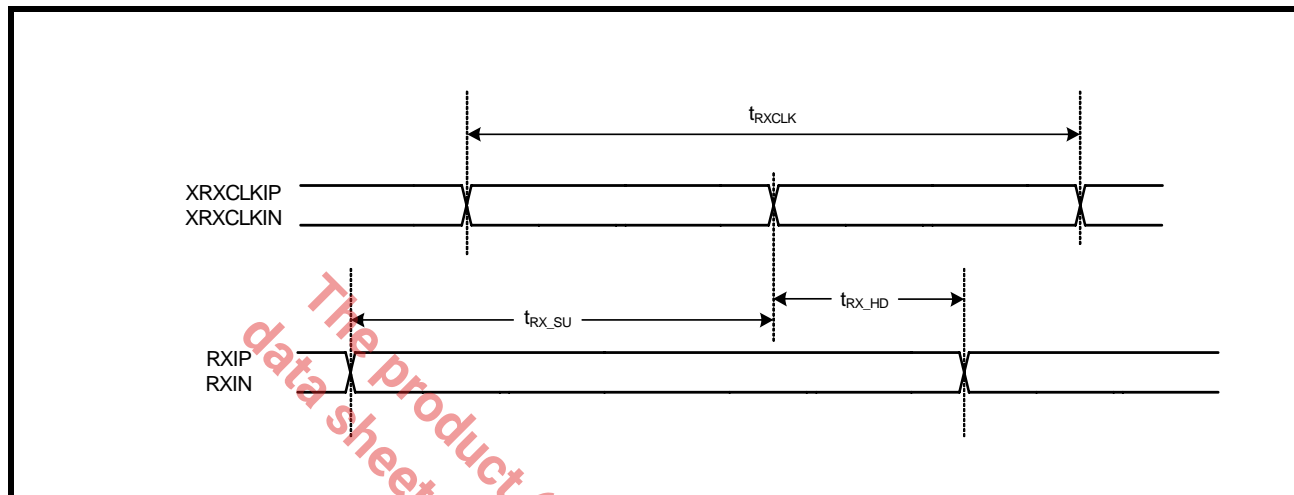 tRXCLK
XRXCLKIP
XRXCLKIN
tRX_SU
tRX_HD
RXIP
RXIN
The product
data sheet